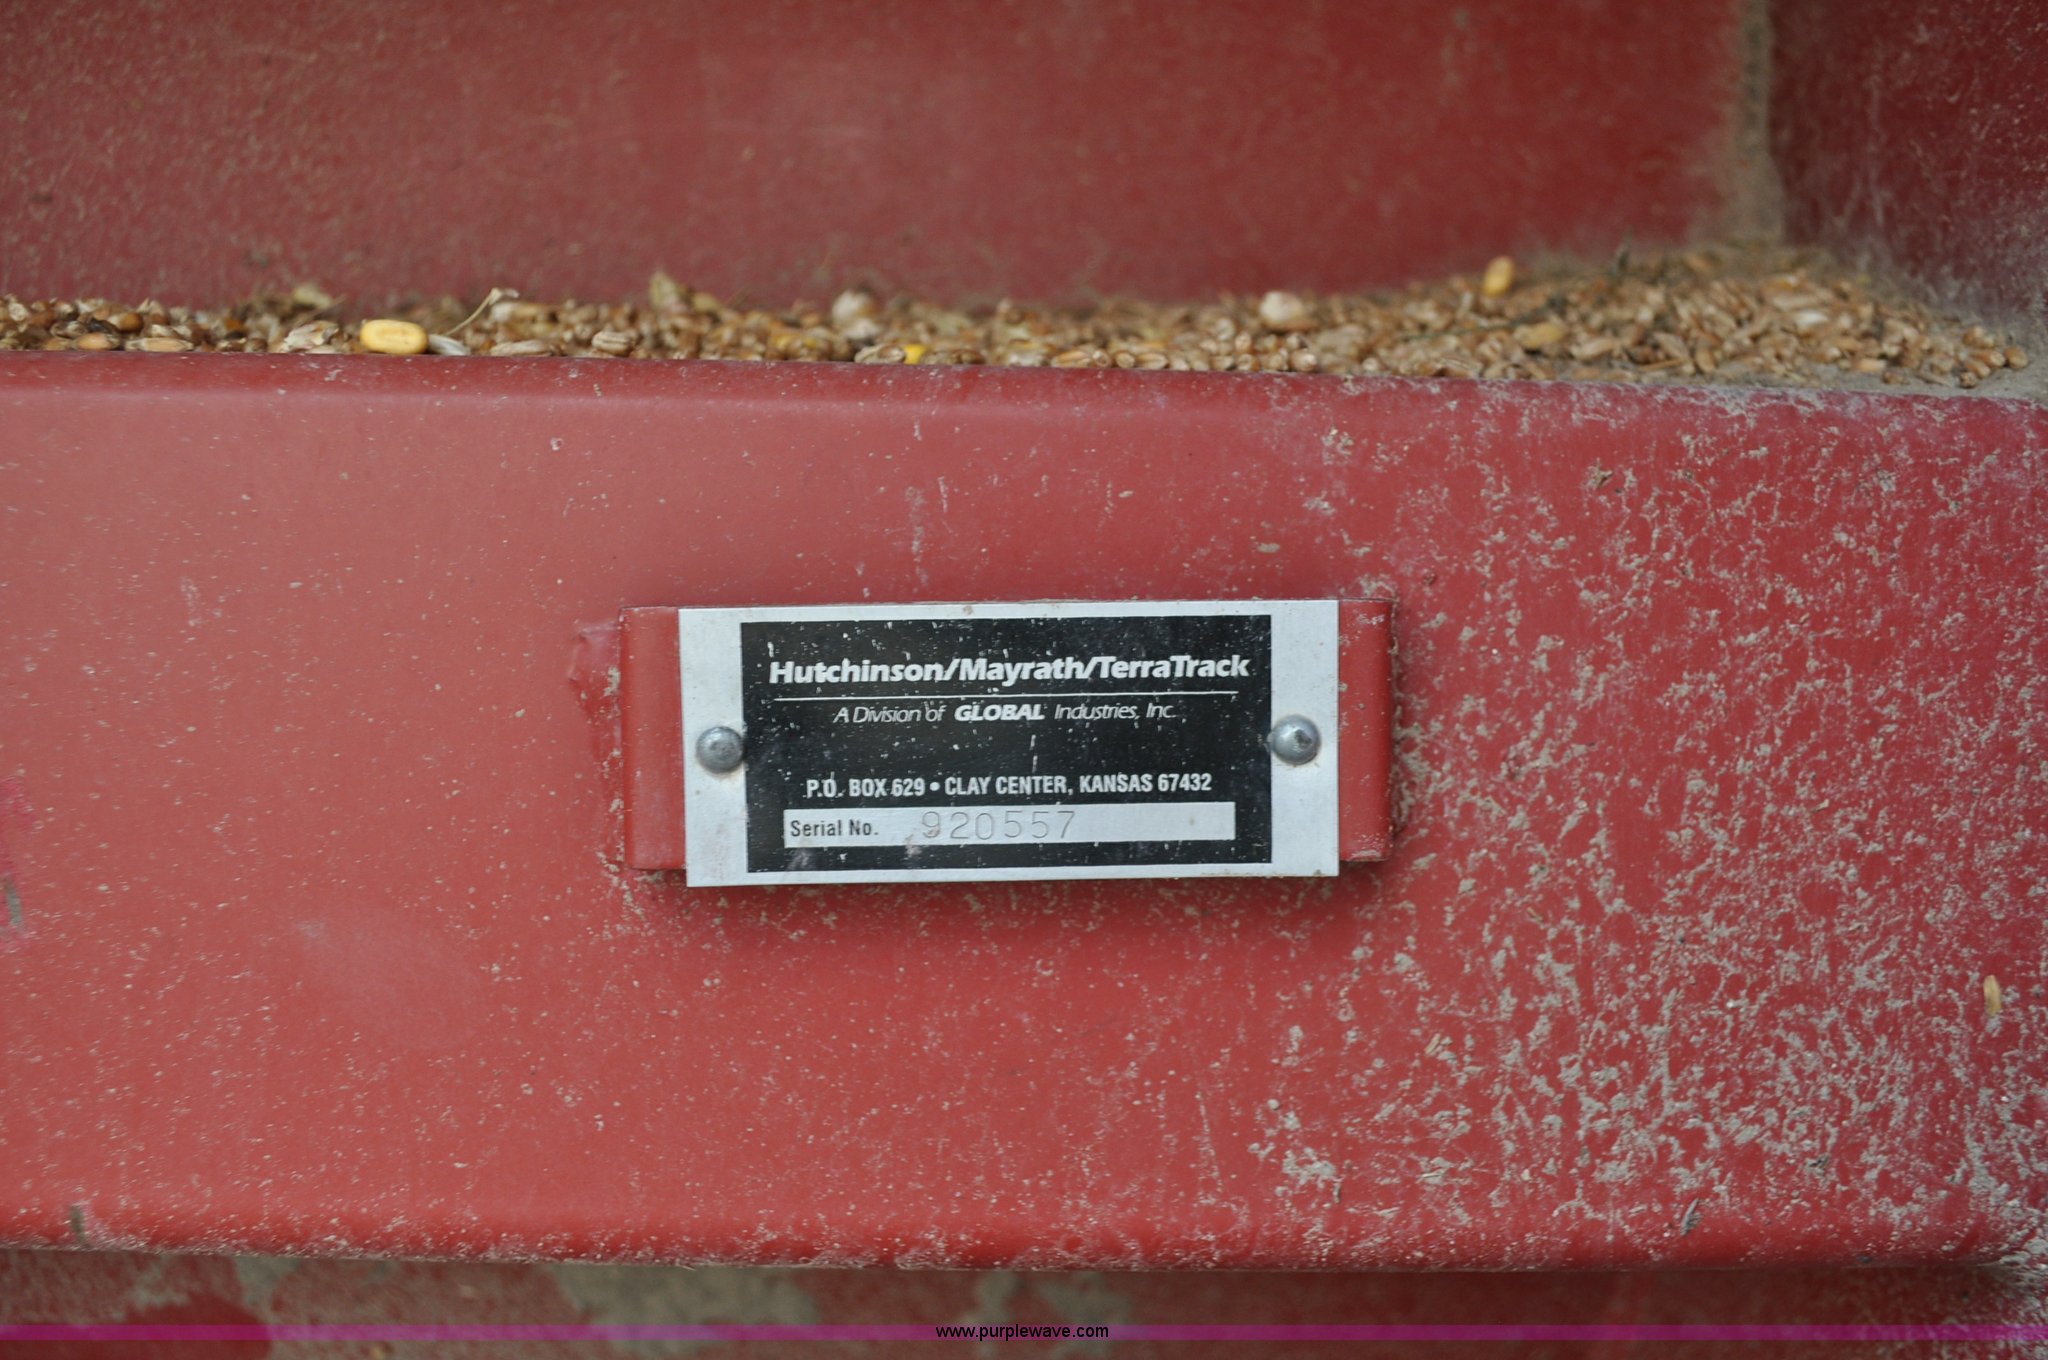 Hutchinson/Mayrath/TerraTrack
A Division of GLOBAL Industries, Inc.
P.O. BOX 629 • CLAY CENTER, KANSAS 67432
Serial No. 920557
www.purplewave.com